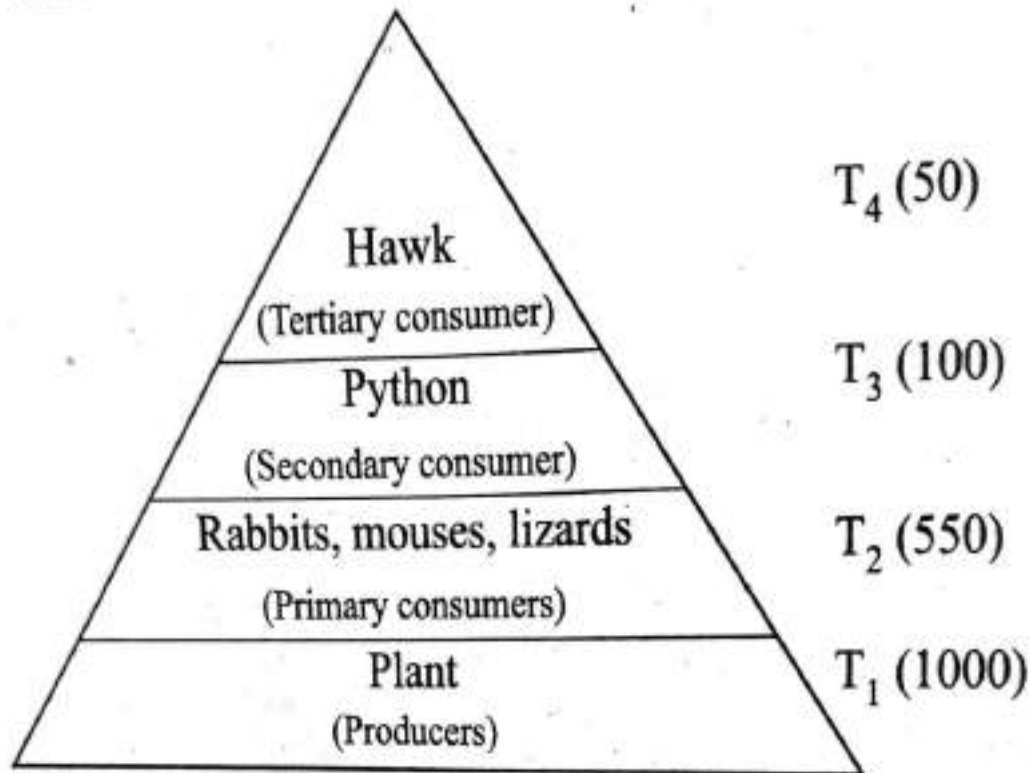 T₄ (50)
Hawk
(Tertiary consumer)
T₃ (100)
Python
(Secondary consumer)
Rabbits, mouses, lizards
T₂ (550)
(Primary consumers)
Plant
T₁ (1000)
(Producers)